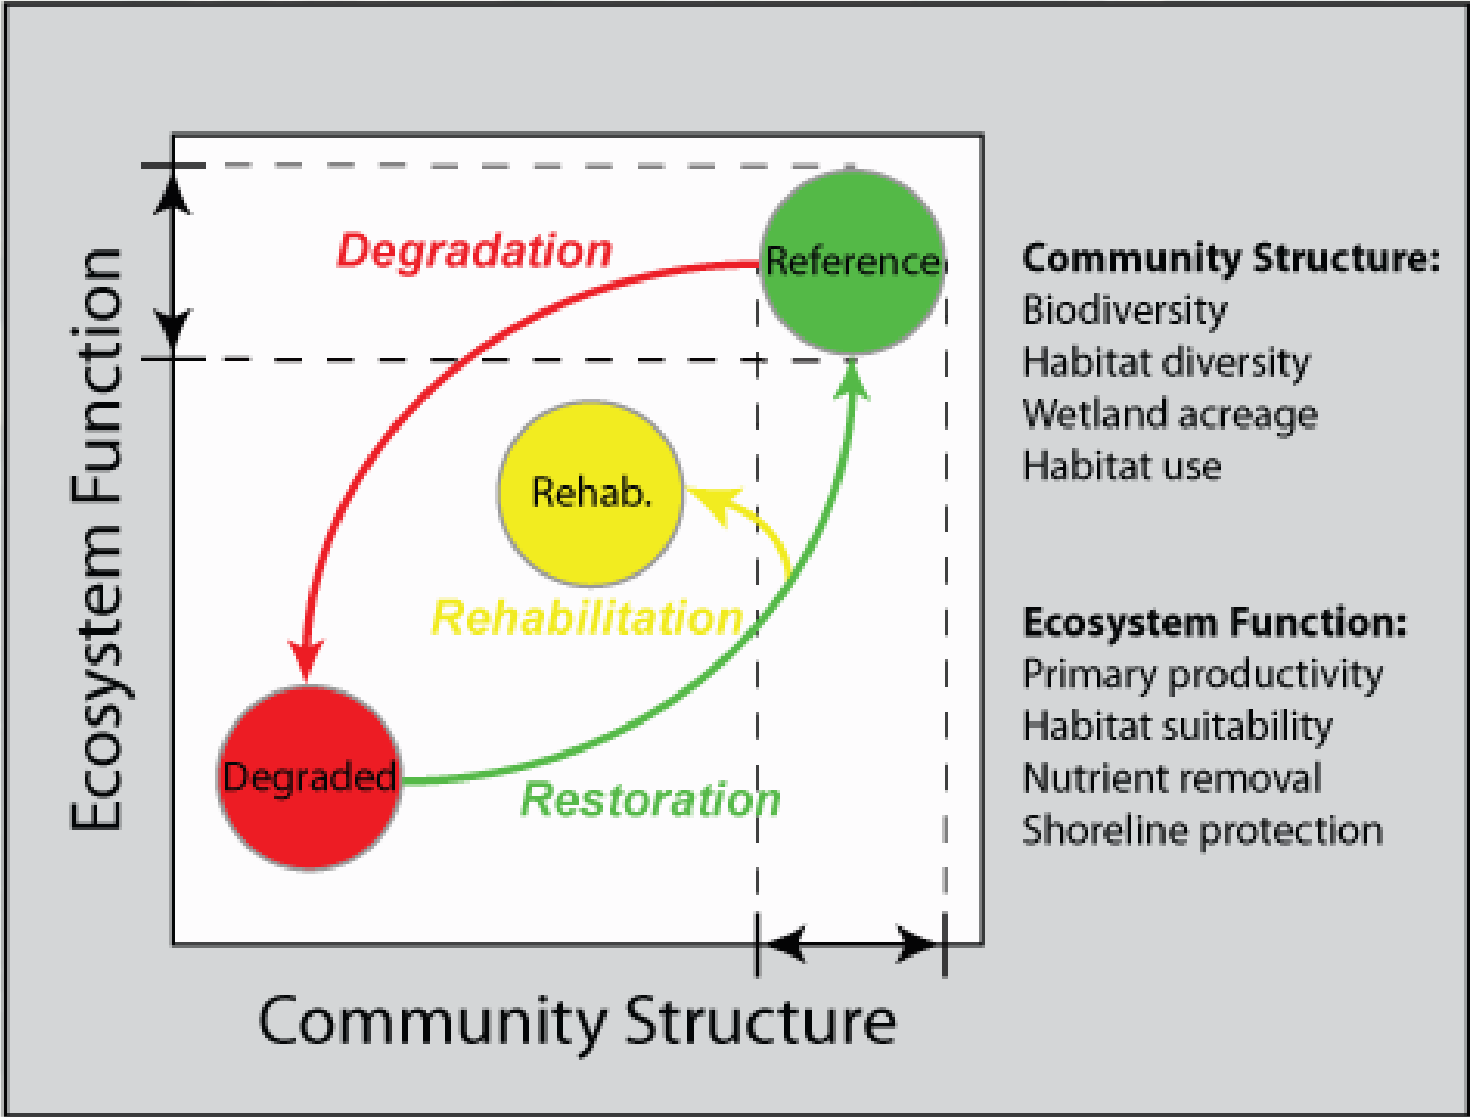 Degradation
Reference
Rehab.
Rehabilitation
Degraded
Restoration
Ecosystem Function
Community Structure
Community Structure:
Biodiversity
Habitat diversity
Wetland acreage
Habitat use
Ecosystem Function:
Primary productivity
Habitat suitability
Nutrient removal
Shoreline protection